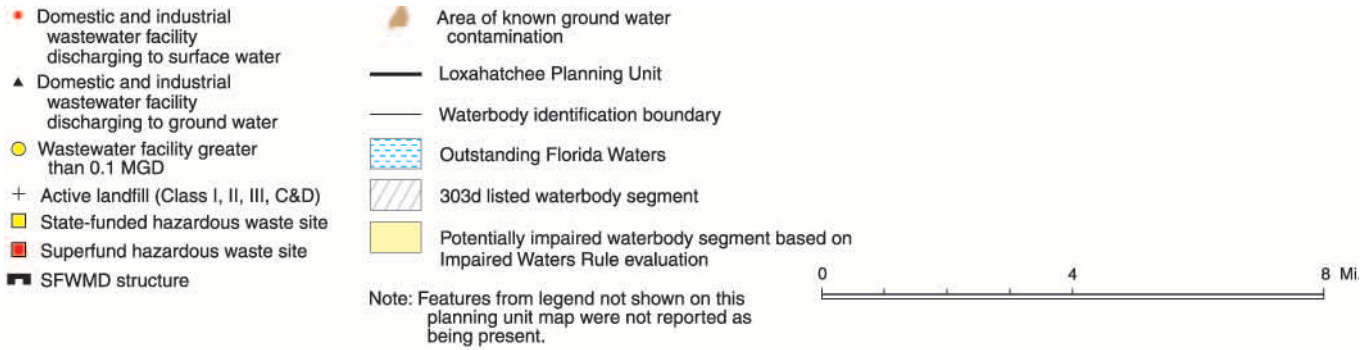 Domestic and industrial
wastewater facility
discharging to surface water
Domestic and industrial
wastewater facility
discharging to ground water
Wastewater facility greater
than 0.1 MGD
Active landfill (Class I, II, III, C&D)
State-funded hazardous waste site
Superfund hazardous waste site
SFWMD structure
Area of known ground water
contamination
Loxahatchee Planning Unit
Waterbody identification boundary
Outstanding Florida Waters
303d listed waterbody segment
Potentially impaired waterbody segment based on
Impaired Waters Rule evaluation
Note: Features from legend not shown on this
planning unit map were not reported as
being present.
0 4 8 Mi.